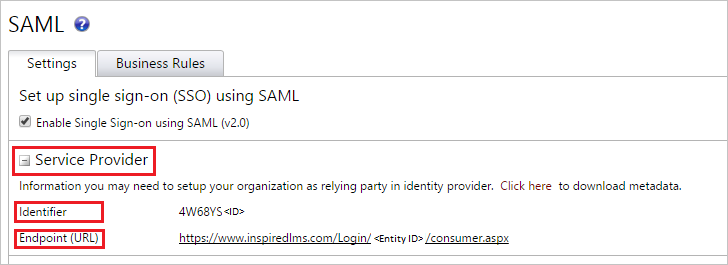 SAML ?
Settings Business Rules
Set up single sign-on (SSO) using SAML
Enable Single Sign-on using SAML (v2.0)
Service Provider
Information you may need to setup your organization as relying party in identity provider. Click here to download metadata.
Identifier 4W68YS <ID>
Endpoint (URL) https://www.inspiredlms.com/Login/ <Entity ID> /consumer.aspx